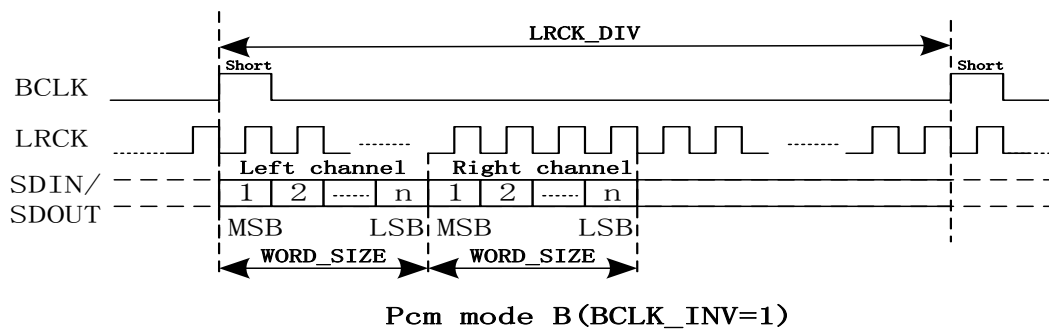 LRCK_DIV
Short Short
BCLK
LRCK
Left channel Right channel
SDIN/
SDOUT
1 2 n 1 2 n
MSB LSB MSB LSB
WORD_SIZE WORD_SIZE
Pcm mode B(BCLK_INV=1)